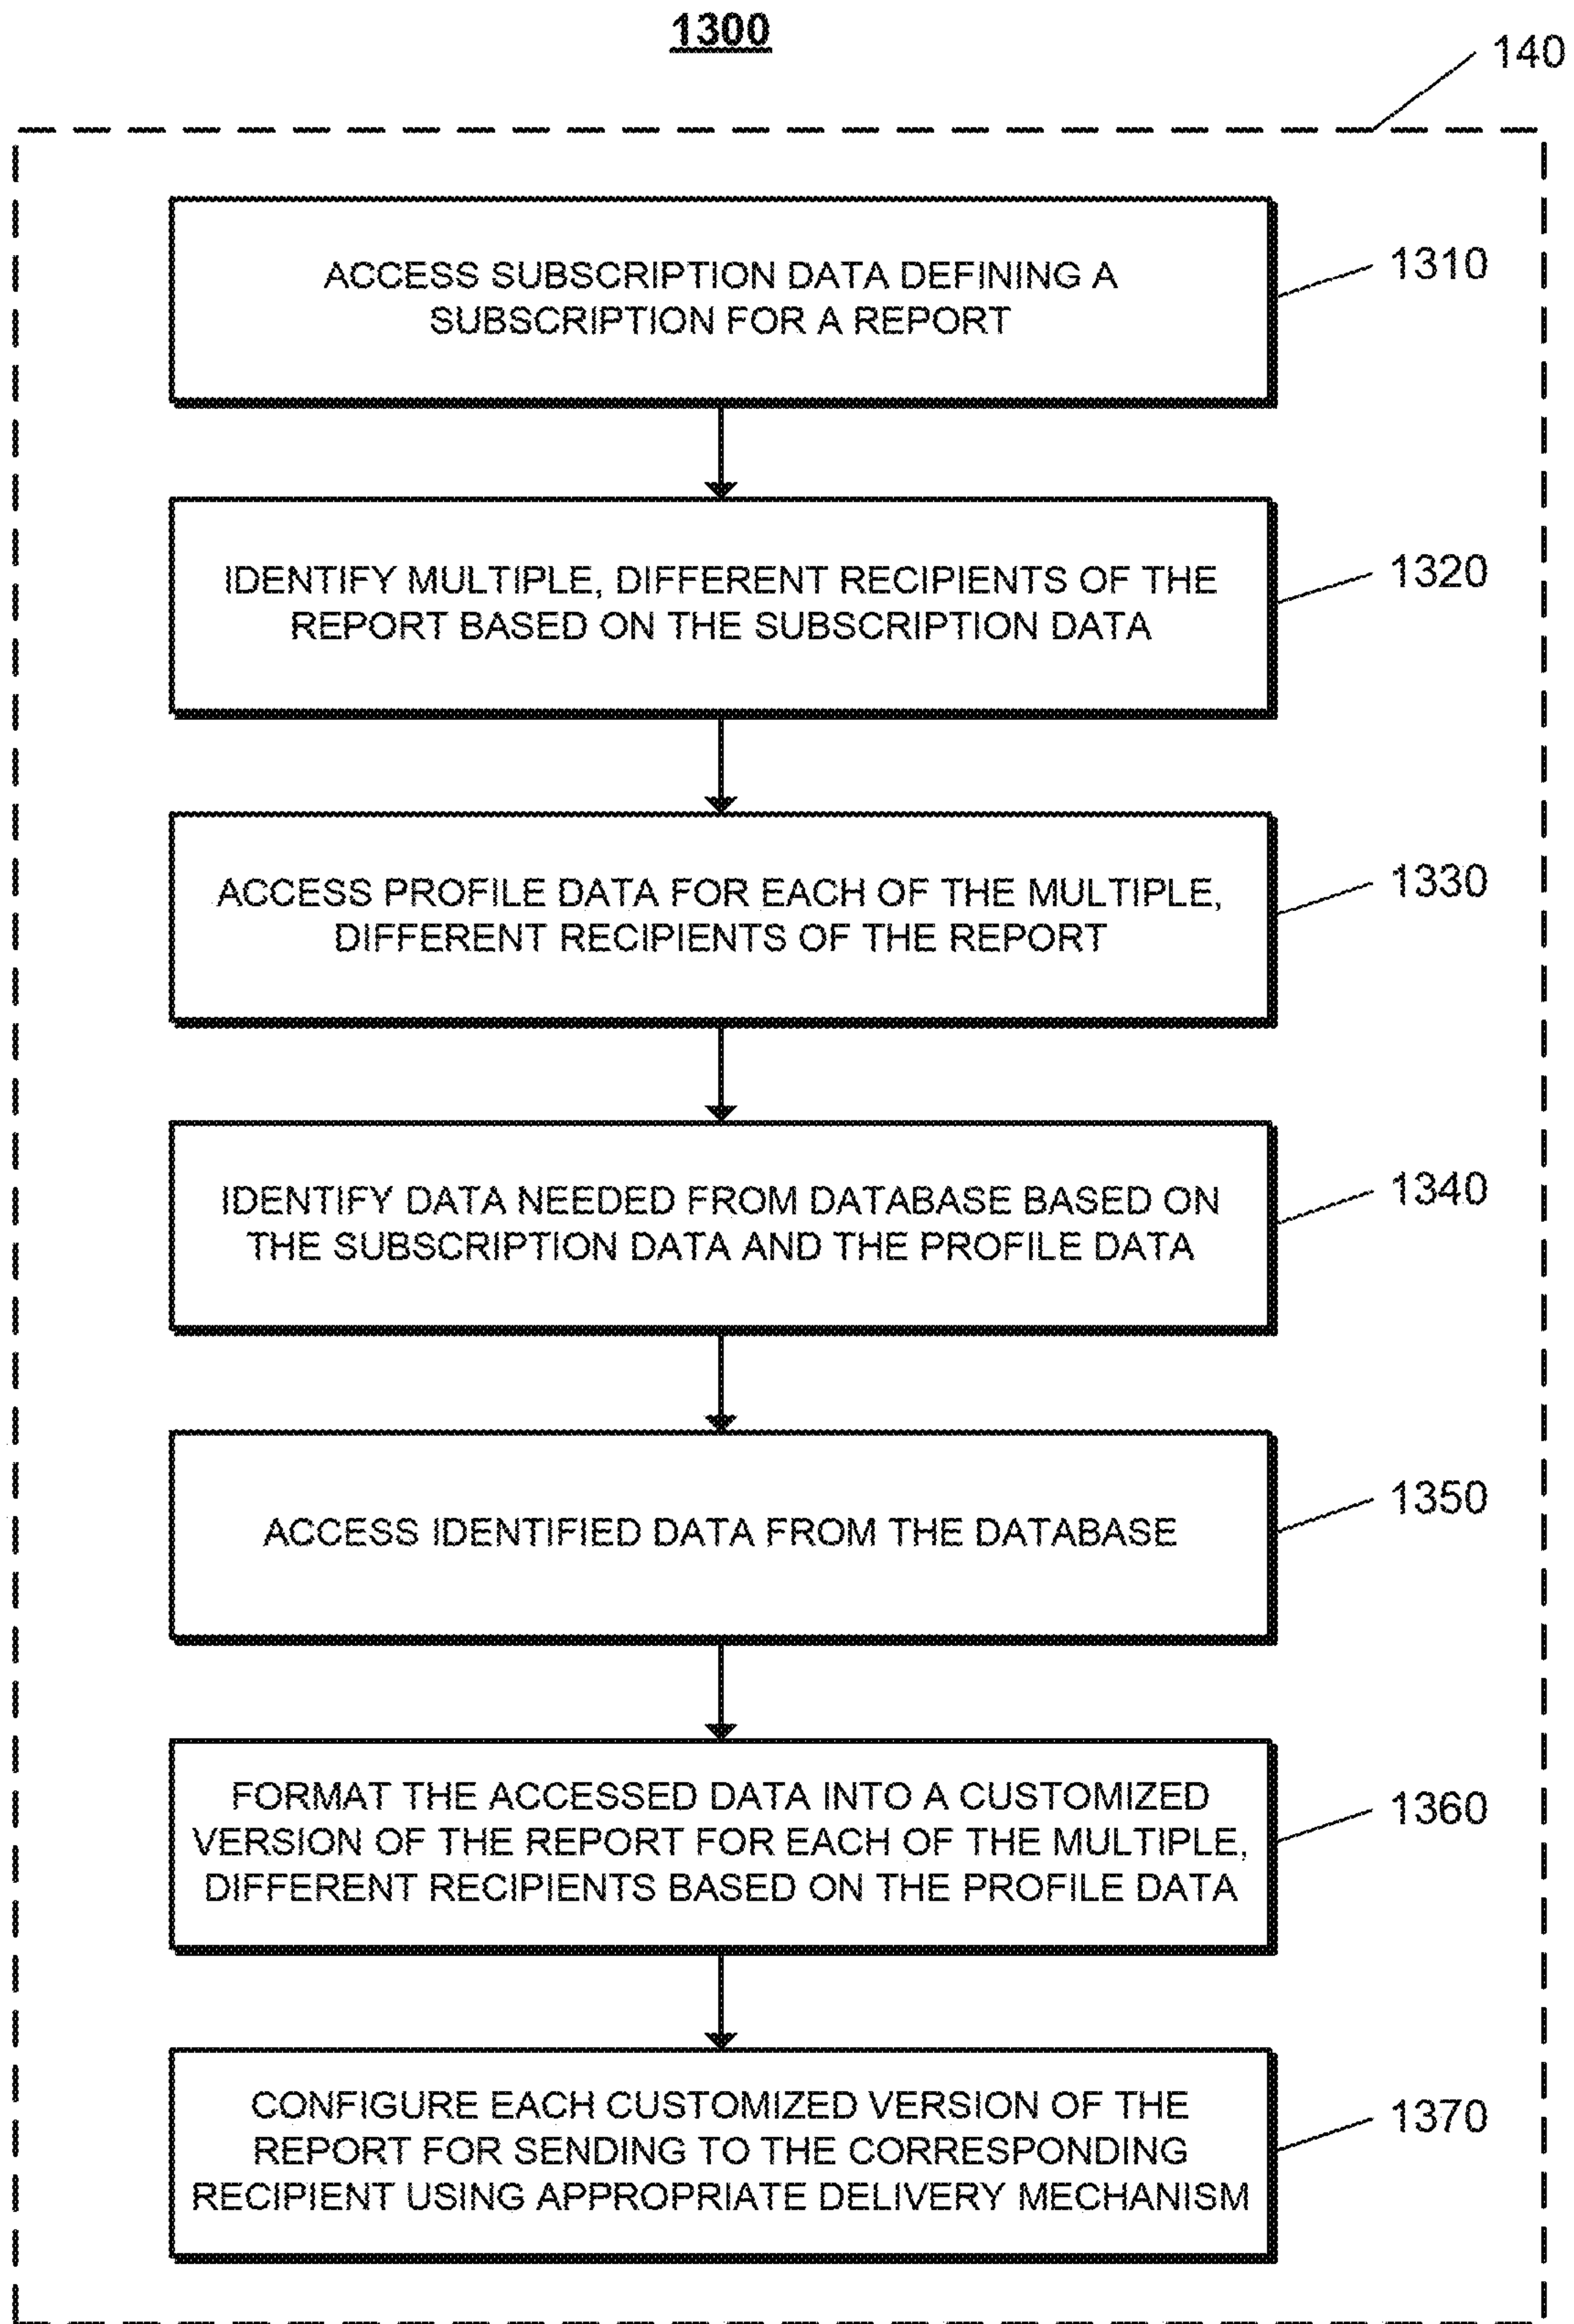 1300
140
ACCESS SUBSCRIPTION DATA DEFINING A
SUBSCRIPTION FOR A REPORT
1310
IDENTIFY MULTIPLE, DIFFERENT RECIPIENTS OF THE
REPORT BASED ON THE SUBSCRIPTION DATA
1320
ACCESS PROFILE DATA FOR EACH OF THE MULTIPLE,
DIFFERENT RECIPIENTS OF THE REPORT
1330
IDENTIFY DATA NEEDED FROM DATABASE BASED ON
THE SUBSCRIPTION DATA AND THE PROFILE DATA
1340
ACCESS IDENTIFIED DATA FROM THE DATABASE
1350
FORMAT THE ACCESSED DATA INTO A CUSTOMIZED
VERSION OF THE REPORT FOR EACH OF THE MULTIPLE,
DIFFERENT RECIPIENTS BASED ON THE PROFILE DATA
1360
CONFIGURE EACH CUSTOMIZED VERSION OF THE
REPORT FOR SENDING TO THE CORRESPONDING
RECIPIENT USING APPROPRIATE DELIVERY MECHANISM
1370